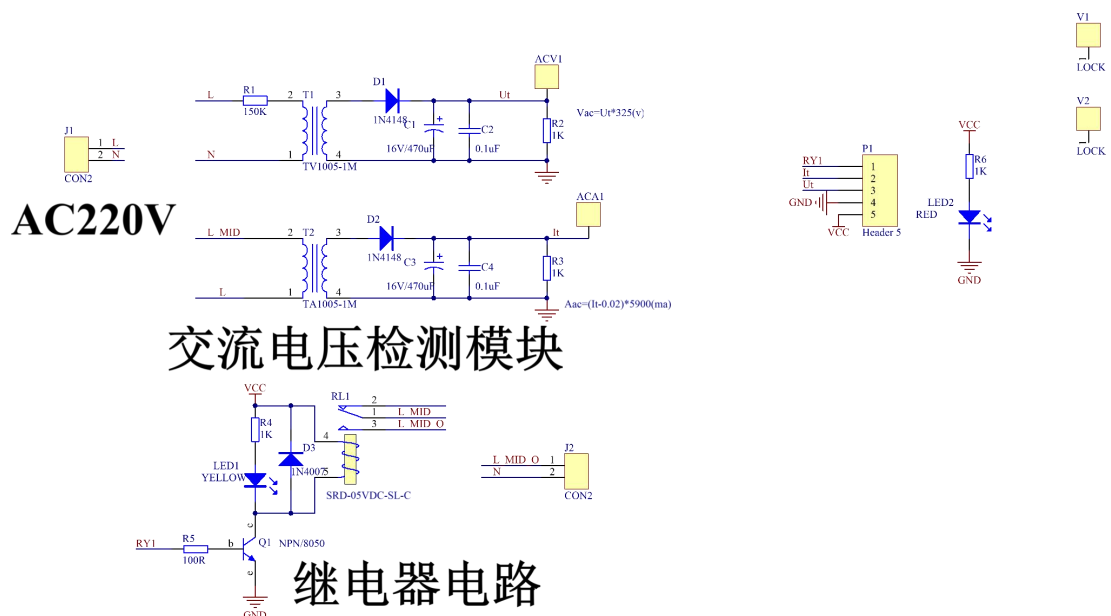 V1
LOCK
V2
LOCK
ACV1
R1
L
150K
2
T1
3
D1
1N4148
Ut
C1
+
C2
R2
1K
Vac=Ut*325(v)
16V/470uF
0.1uF
N
1
4
TV1005-1M
J1
1 L
2 N
CON2
AC220V
ACA1
L_MID
2
T2
3
D2
1N4148
It
C3
+
C4
R3
1K
16V/470uF
0.1uF
L
1
4
TA1005-1M
Aac=(It-0.02)*5900(ma)
交流电压检测模块
P1
RY1 1
It 2
Ut 3
GND 4
5
VCC
Header 5
VCC
R6
1K
LED2
RED
GND
VCC
R4
1K
LED1
YELLOW
D3
1N4007
RL1
2
1 L_MID
3 L_MID_O
4
5
SRD-05VDC-SL-C
J2
L_MID_O 1
N 2
CON2
RY1
R5
100R
b
c
e
Q1
NPN/8050
GND
继电器电路